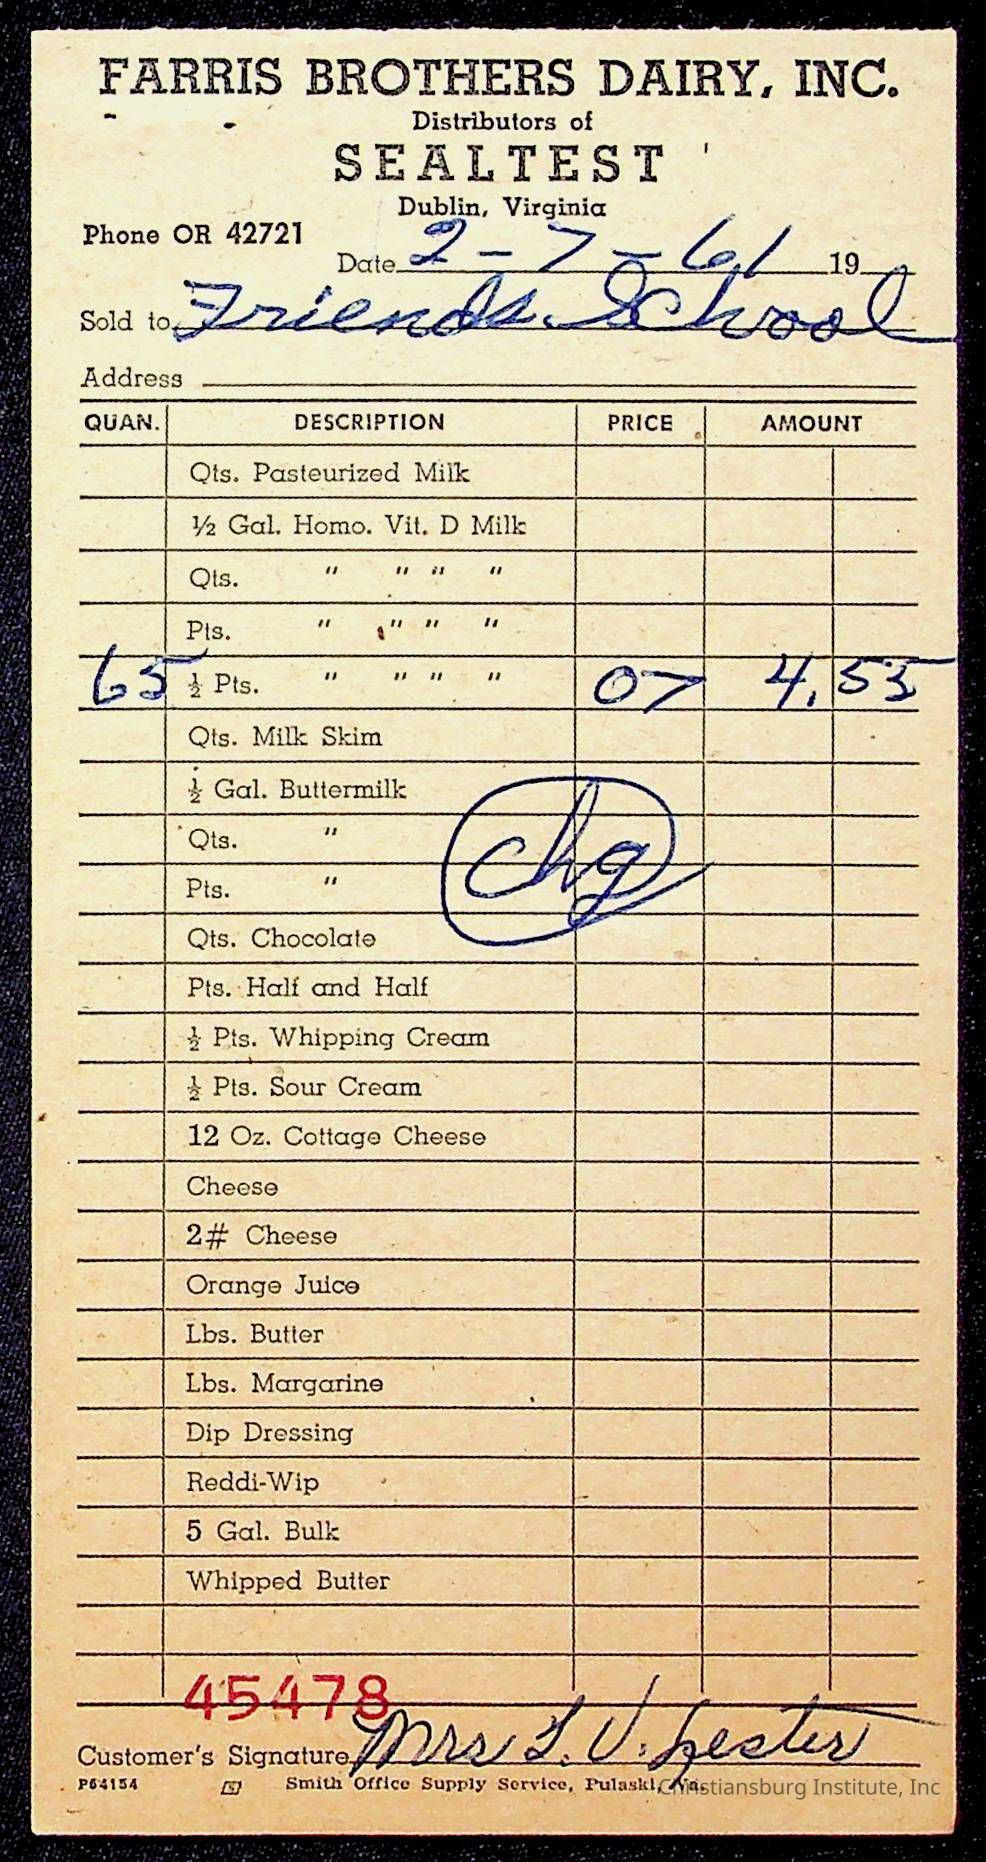 FARRIS BROTHERS DAIRY, INC.
Distributors of
SEALTEST
Dublin, Virginia
Phone OR 42721
Date 2-7-61 19
Sold to Friends School
Address
QUAN. DESCRIPTION PRICE AMOUNT
Qts. Pasteurized Milk
½ Gal. Homo. Vit. D Milk
Qts. " " " "
Pts. " " " "
65 ½ Pts. " " " " 07 4.55
Qts. Milk Skim
½ Gal. Buttermilk
Qts. "
chg
Pts. "
Qts. Chocolate
Pts. Half and Half
½ Pts. Whipping Cream
½ Pts. Sour Cream
12 Oz. Cottage Cheese
Cheese
2# Cheese
Orange Juice
Lbs. Butter
Lbs. Margarine
Dip Dressing
Reddi-Wip
5 Gal. Bulk
Whipped Butter
45478
Customer's Signature Mrs L. V. Lester
P64154 Smith Office Supply Service, Pulaski, Va.
Christiansburg Institute, Inc